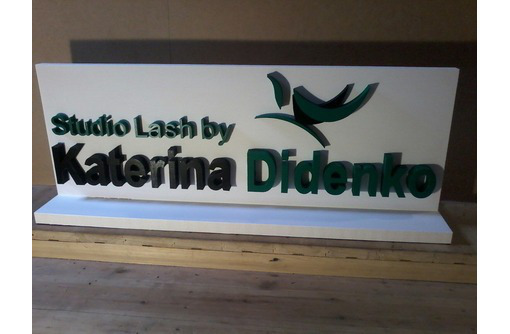 Studio Lash by
Katerina Didenko